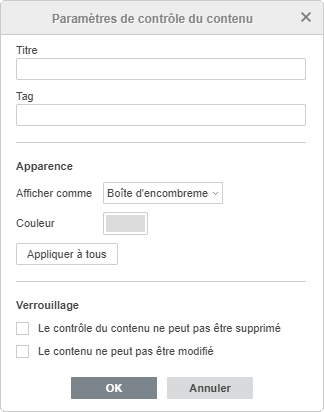 Paramètres de contrôle du contenu
Titre
Tag
Apparence
Afficher comme Boîte d'encombreme
Couleur
Appliquer à tous
Verrouillage
Le contrôle du contenu ne peut pas être supprimé
Le contenu ne peut pas être modifié
OK Annuler